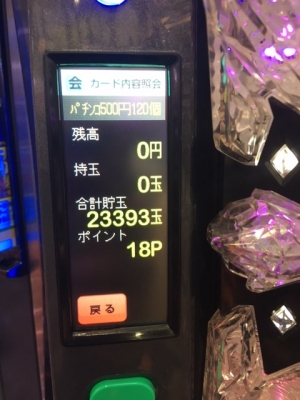 会 カード内容照会
パチンコ500円120個
残高
0円
持玉
0玉
合計貯玉
23393玉
ポイント
18P
戻る